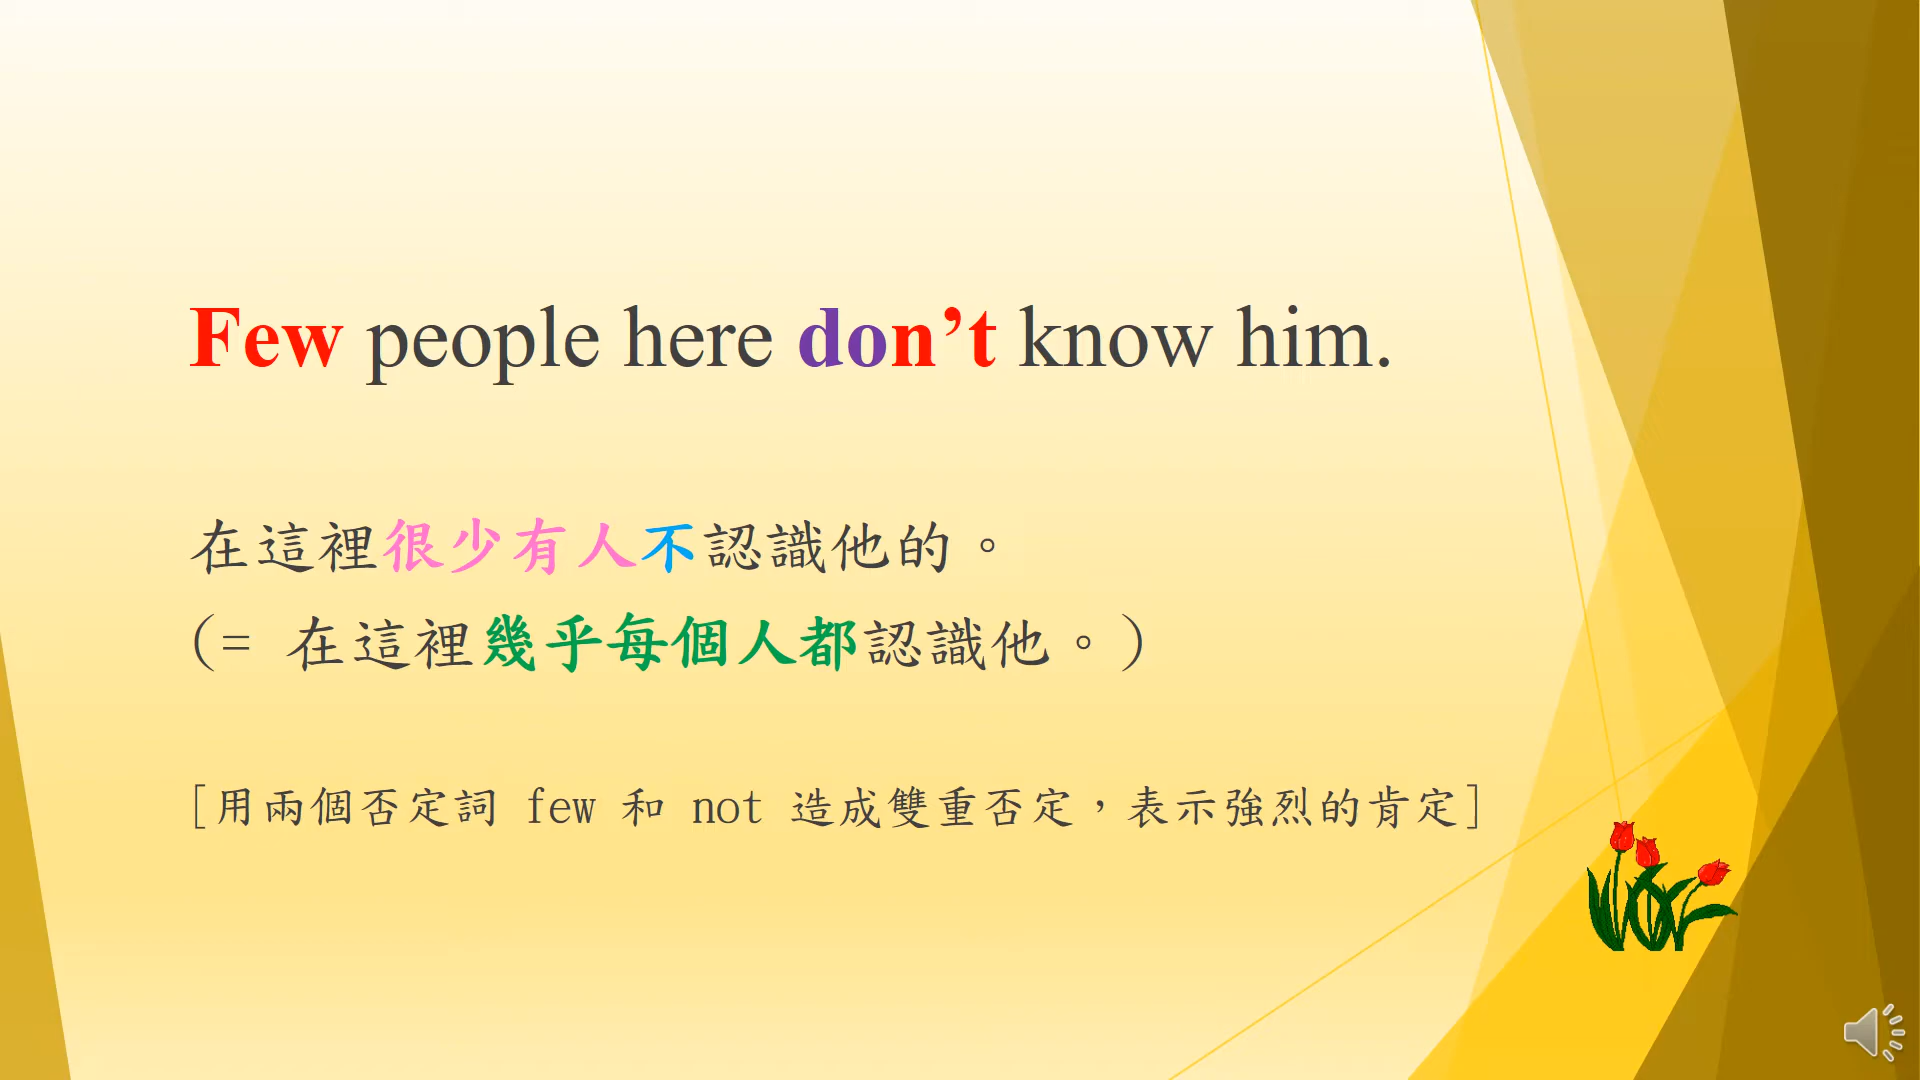 Few people here don’t know him.
在這裡很少有人不認識他的。
(= 在這裡幾乎每個人都認識他。)
[用兩個否定詞 few 和 not 造成雙重否定，表示強烈的肯定]